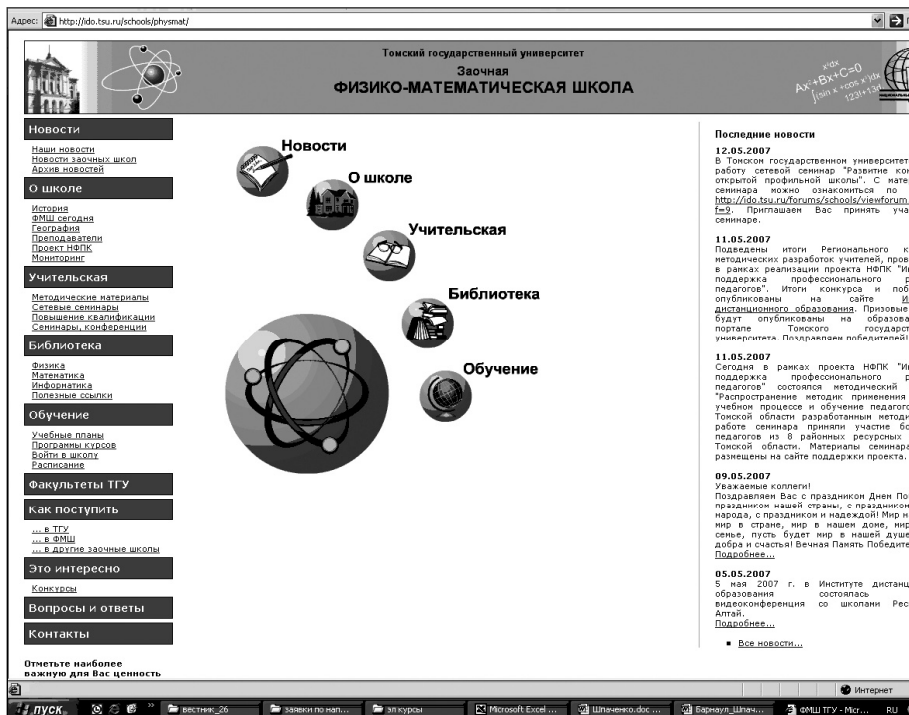 Адрес: http://ido.tsu.ru/schools/physmat/
Томский государственный университет
Заочная
ФИЗИКО-МАТЕМАТИЧЕСКАЯ ШКОЛА
Ax²+Bx+C=0
Новости
Наши новости
Новости заочных школ
Архив новостей
О школе
История
ФМШ сегодня
География
Преподаватели
Проект НФПК
Мониторинг
Учительская
Методические материалы
Сетевые семинары
Повышение квалификации
Семинары, конференции
Библиотека
Физика
Математика
Информатика
Полезные ссылки
Обучение
Учебные планы
Программы курсов
Войти в школу
Расписание
Факультеты ТГУ
Как поступить
... в ТГУ
... в ФМШ
... в другие заочные школы
Это интересно
Конкурсы
Вопросы и ответы
Контакты
Отметьте наиболее
важную для Вас ценность
Новости
О школе
Учительская
Библиотека
Обучение
Последние новости
12.05.2007
В Томском государственном университет
работу сетевой семинар "Развитие кон
открытой профильной школы". С мате
семинара можно ознакомиться по
http://ido.tsu.ru/forums/schools/viewforum.
f=9. Приглашаем Вас принять уча
семинаре.
11.05.2007
Подведены итоги Регионального к
методических разработок учителей, пров
в рамках реализации проекта НФПК "Ин
поддержка профессионального р
педагогов". Итоги конкурса и поб
опубликованы на сайте И
дистанционного образования. Призовые
будут опубликованы на образова
портале Томского государст
университета. Поздравляем победителей!
11.05.2007
Сегодня в рамках проекта НФПК "Ин
поддержка профессионального р
педагогов" состоялся методический
"Распространение методик применения
учебном процессе и обучение педагого
Томской области разработанным методи
работе семинара приняли участие бо
педагогов из 8 районных ресурсных
Томской области. Материалы семинара
размещены на сайте поддержки проекта.
09.05.2007
Уважаемые коллеги!
Поздравляем Вас с праздником Днем По
праздником нашей страны, с праздником
народа, с праздником и надеждой! Мир н
мир в стране, мир в нашем доме, мир
семье, пусть будет мир в нашей душе
добра и счастья! Вечная Память Победите
Подробнее...
05.05.2007
5 мая 2007 г. в Институте дистанц
образования состоялась
видеоконференция со школами Рес
Алтай.
Подробнее...
Все новости...
Интернет
пуск
вестник_26
заявки по нап...
эл курсы
Microsoft Excel ...
Шпаченко.doc ...
Барнаул_Шпач...
ФМШ ТГУ - Micr...
RU